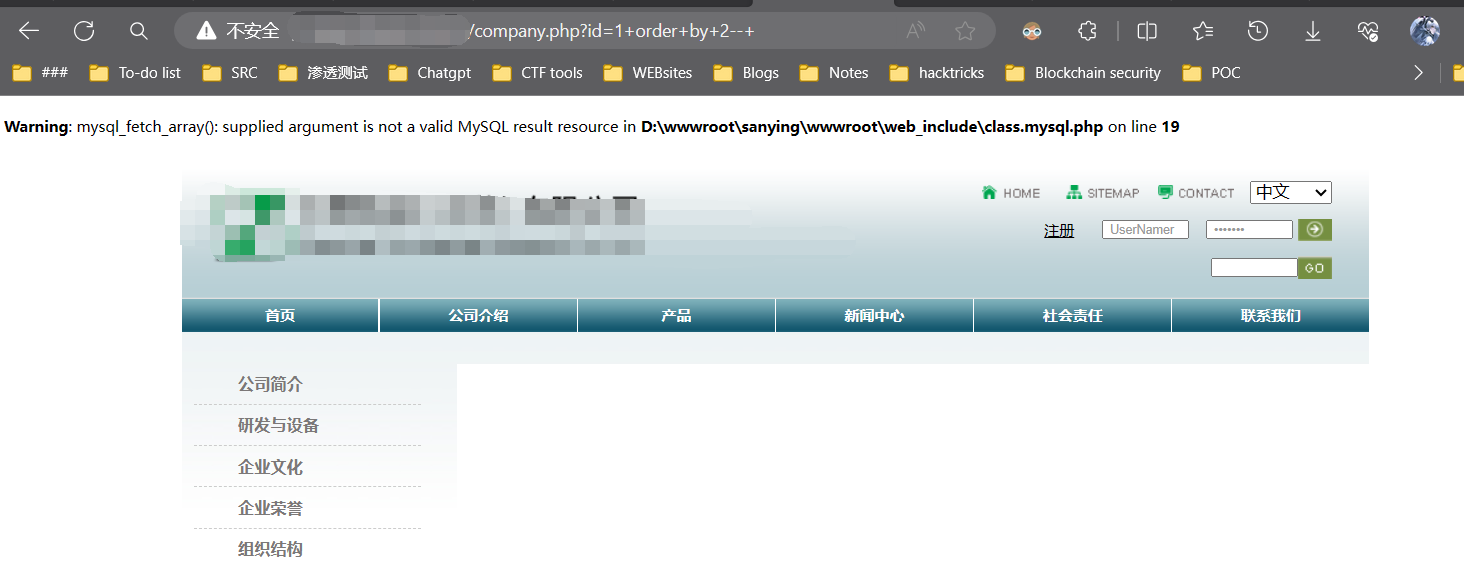 不安全 /company.php?id=1+order+by+2--+
### To-do list SRC 渗透测试 Chatgpt CTF tools WEBsites Blogs Notes hacktricks Blockchain security POC
Warning: mysql_fetch_array(): supplied argument is not a valid MySQL result resource in D:\wwwroot\sanying\wwwroot\web_include\class.mysql.php on line 19
HOME SITEMAP CONTACT 中文
注册 UserNamer •••••••
GO
首页 公司介绍 产品 新闻中心 社会责任 联系我们
公司简介
研发与设备
企业文化
企业荣誉
组织结构